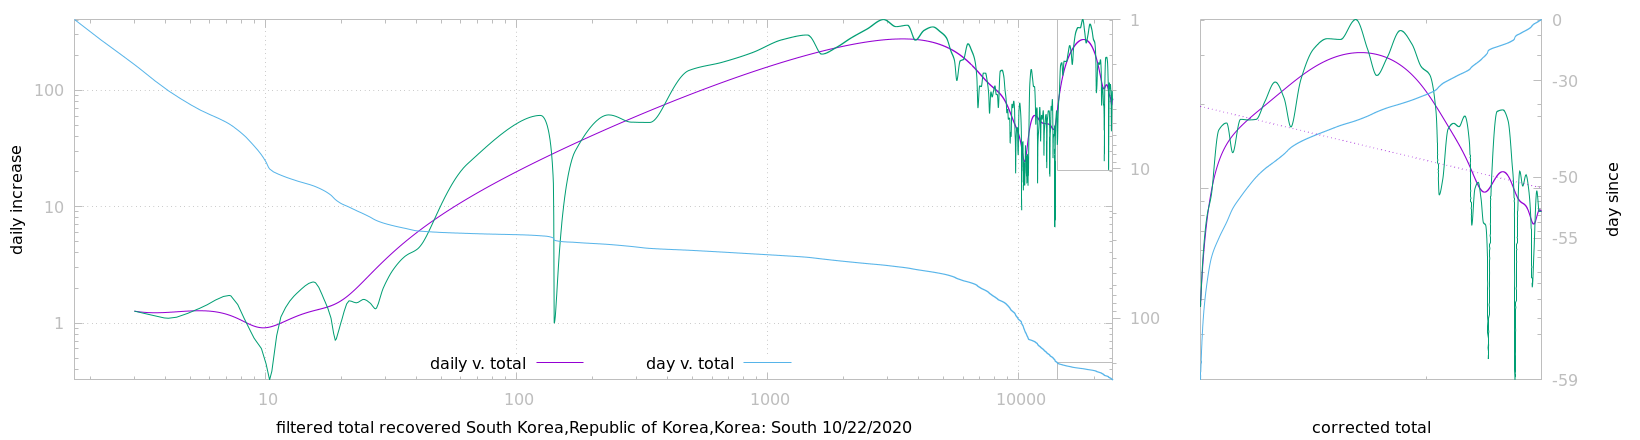 daily increase
100
10
1
daily v. total
day v. total
10
100
1000
10000
1
10
100
filtered total recovered South Korea,Republic of Korea,Korea: South 10/22/2020
0
-30
-50
-55
-59
day since
corrected total